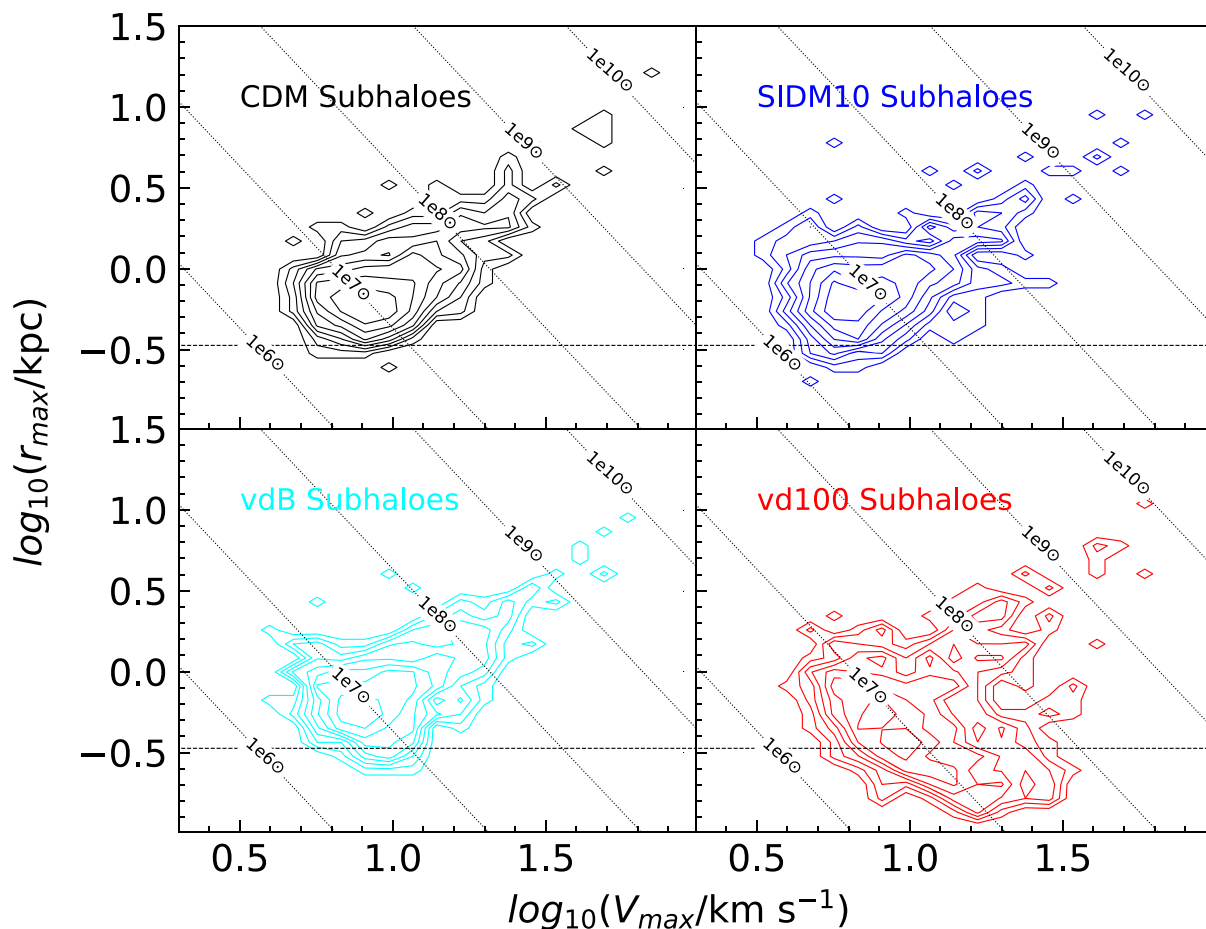 1.5
1.0
0.5
0.0
−0.5
CDM Subhaloes
1e10⊙
1e9⊙
1e8⊙
1e7⊙
1e6⊙
SIDM10 Subhaloes
1e10⊙
1e9⊙
1e8⊙
1e7⊙
1e6⊙
1.5
1.0
0.5
0.0
−0.5
vdB Subhaloes
1e10⊙
1e9⊙
1e8⊙
1e7⊙
1e6⊙
vd100 Subhaloes
1e10⊙
1e9⊙
1e8⊙
1e7⊙
1e6⊙
0.5 1.0 1.5 0.5 1.0 1.5
log₁₀(r_max/kpc)
log₁₀(V_max/km s⁻¹)